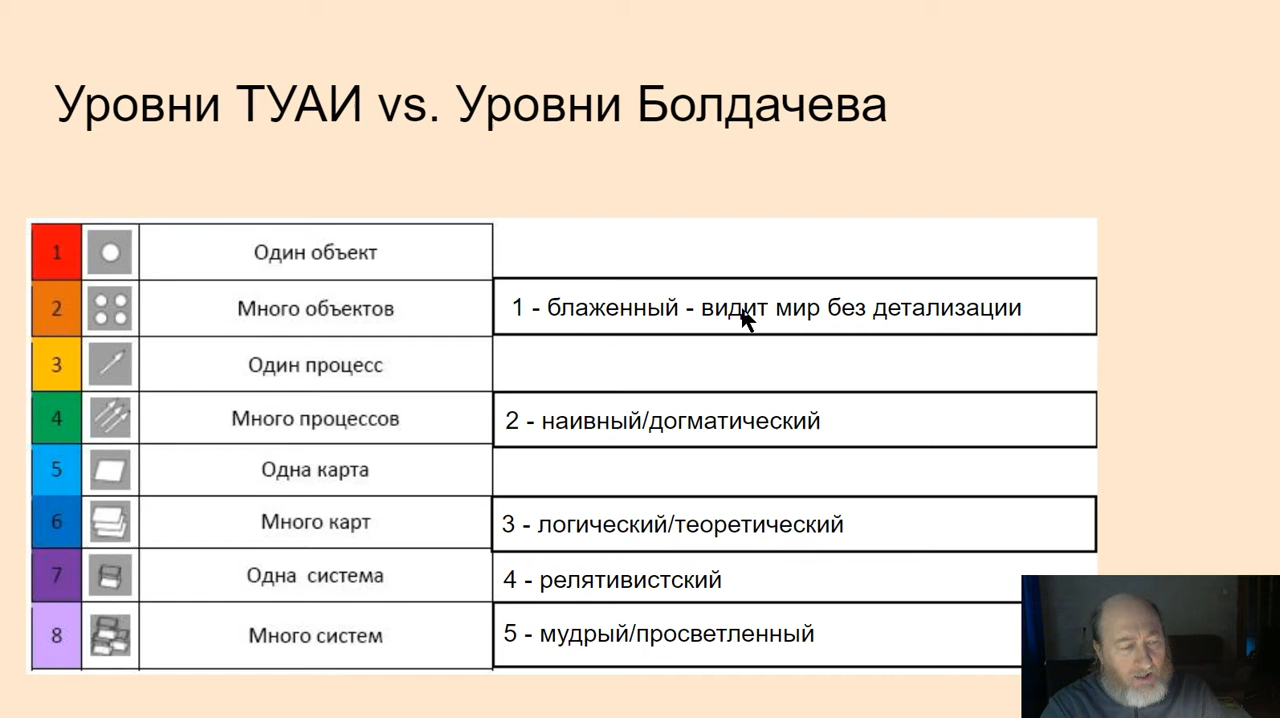 Уровни ТУАИ vs. Уровни Болдачева
1 Один объект
2 Много объектов 1 - блаженный - видит мир без детализации
3 Один процесс
4 Много процессов 2 - наивный/догматический
5 Одна карта
6 Много карт 3 - логический/теоретический
7 Одна система 4 - релятивистский
8 Много систем 5 - мудрый/просветленный